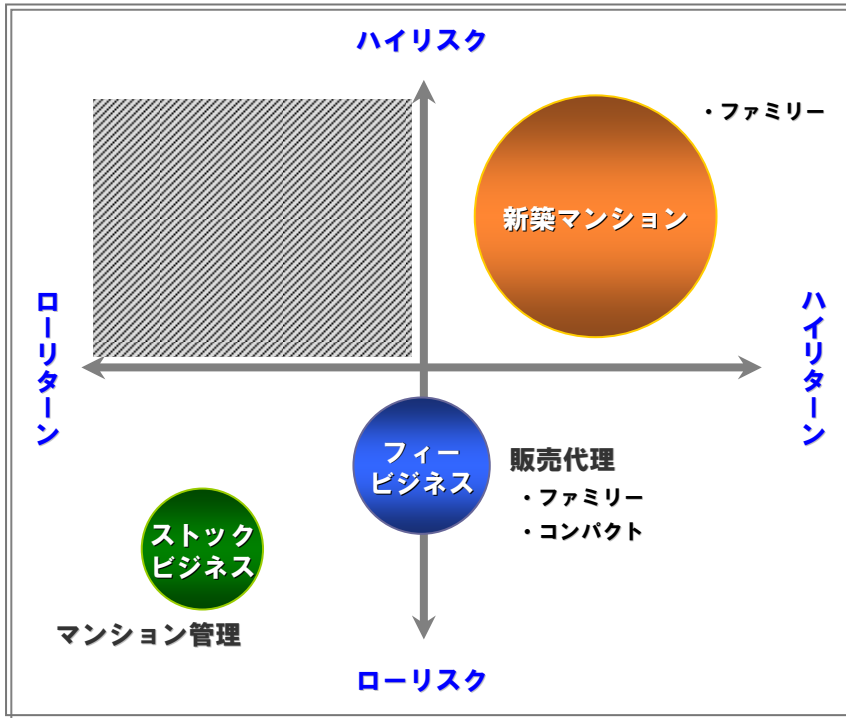 ハイリスク
・ファミリー
新築マンション
ローリターン
ハイリターン
フィー
ビジネス
販売代理
・ファミリー
・コンパクト
ストック
ビジネス
マンション管理
ローリスク